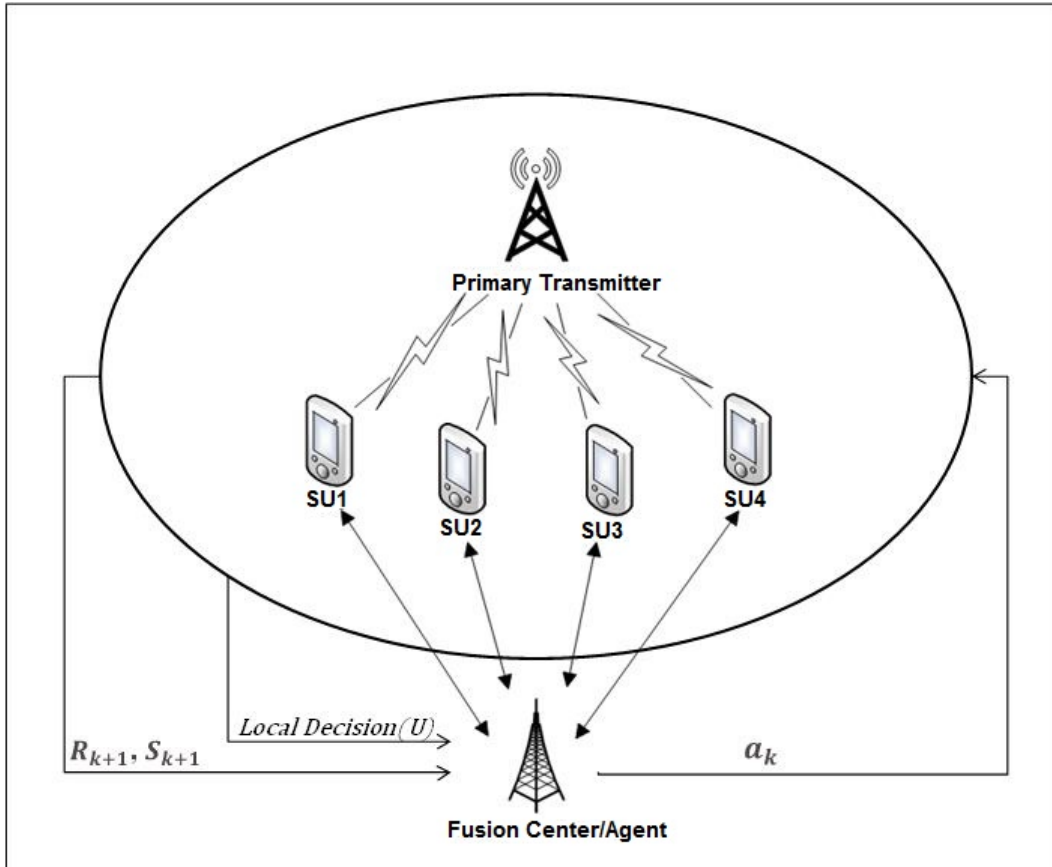 Primary Transmitter
SU1
SU2
SU3
SU4
Local Decision(U)
R_{k+1}, S_{k+1}
a_k
Fusion Center/Agent